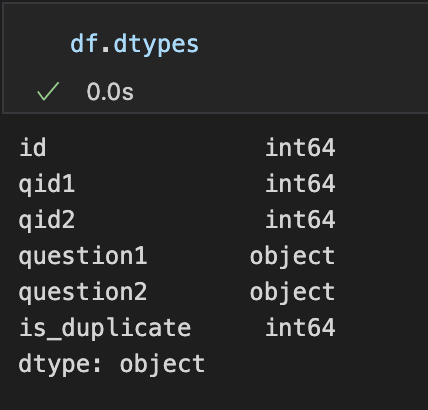 df.dtypes
0.0s
id int64
qid1 int64
qid2 int64
question1 object
question2 object
is_duplicate int64
dtype: object